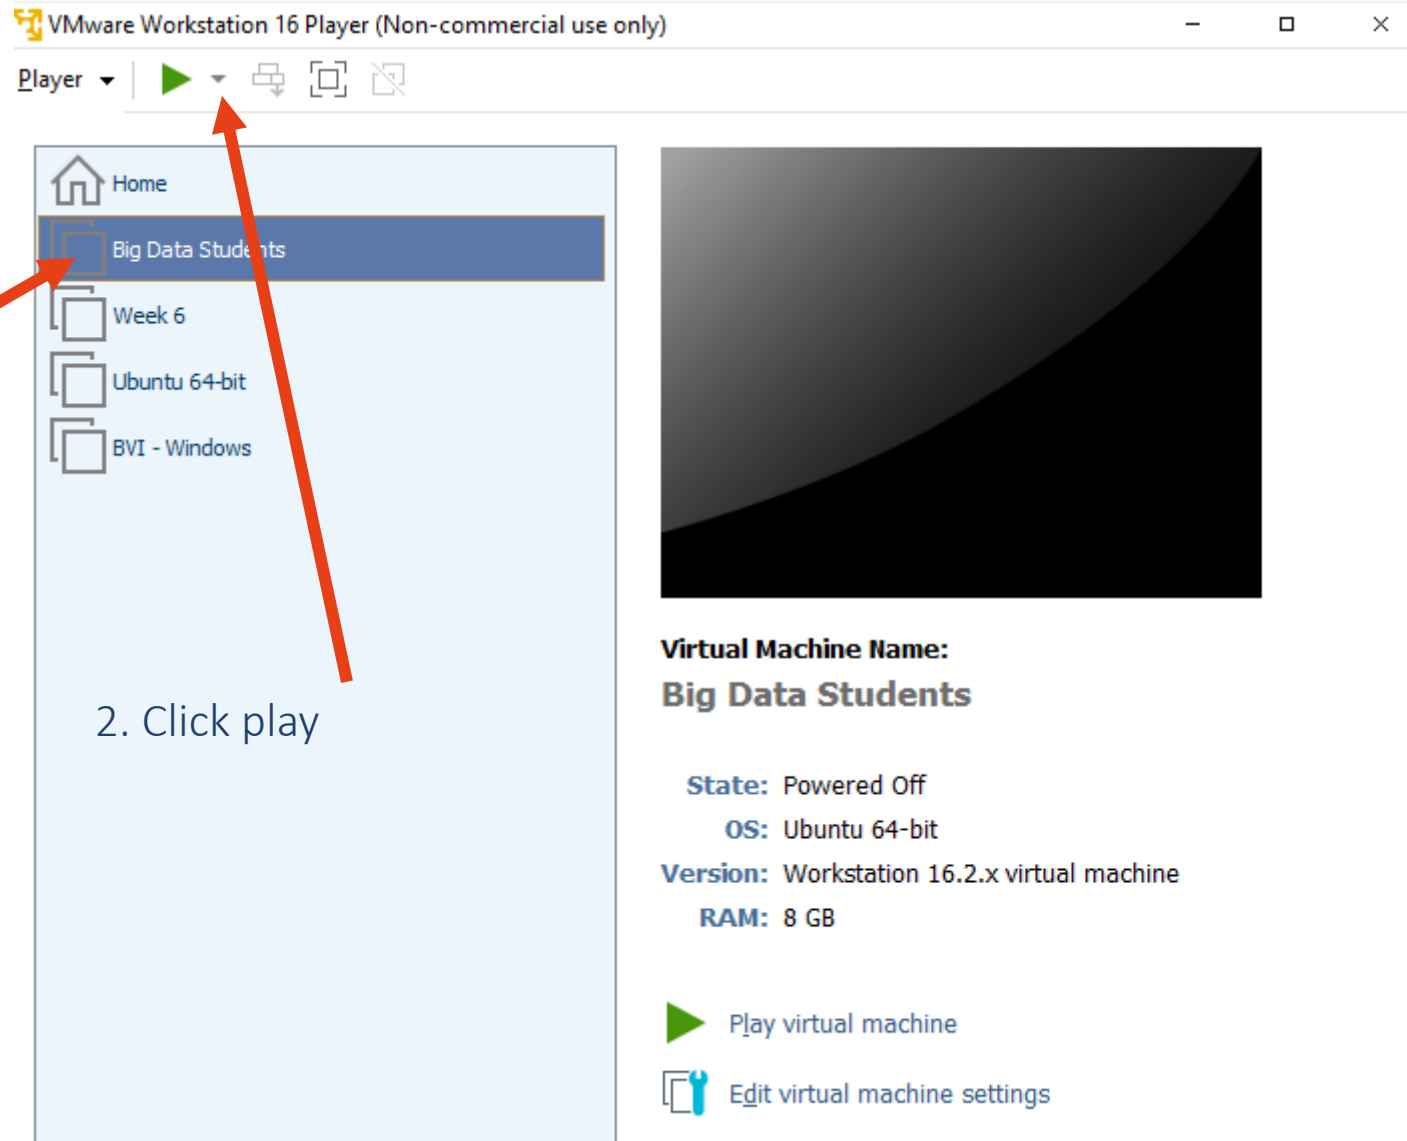 VMware Workstation 16 Player (Non-commercial use only)
Player
Home
Big Data Students
Week 6
Ubuntu 64-bit
BVI - Windows
2. Click play
Virtual Machine Name:
Big Data Students
State: Powered Off
OS: Ubuntu 64-bit
Version: Workstation 16.2.x virtual machine
RAM: 8 GB
Play virtual machine
Edit virtual machine settings